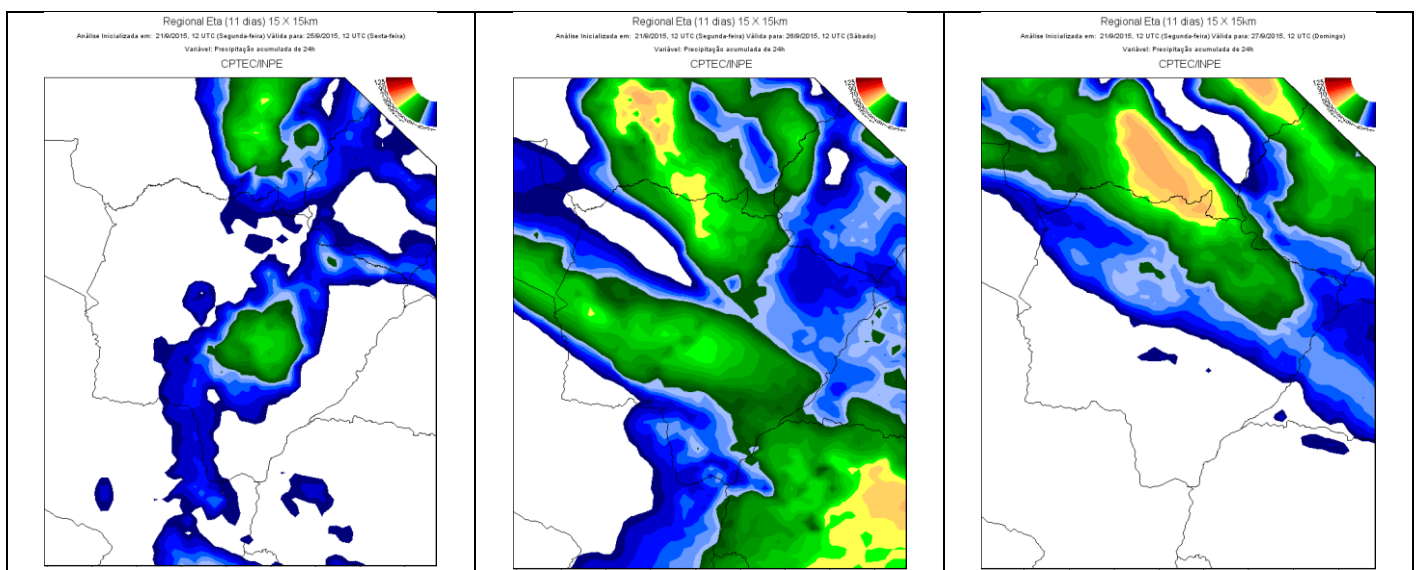 Regional Eta (11 dias) 15 X 15km
Análise Inicializada em: 21/9/2015, 12 UTC (Segunda-feira) Válida para: 25/9/2015, 12 UTC (Sexta-feira)
Variável: Precipitação acumulada de 24h
CPTEC/INPE
Regional Eta (11 dias) 15 X 15km
Análise Inicializada em: 21/9/2015, 12 UTC (Segunda-feira) Válida para: 26/9/2015, 12 UTC (Sábado)
Variável: Precipitação acumulada de 24h
CPTEC/INPE
Regional Eta (11 dias) 15 X 15km
Análise Inicializada em: 21/9/2015, 12 UTC (Segunda-feira) Válida para: 27/9/2015, 12 UTC (Domingo)
Variável: Precipitação acumulada de 24h
CPTEC/INPE